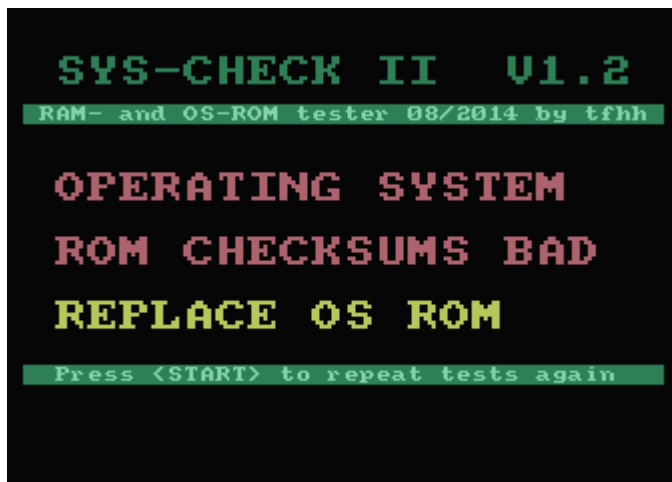 SYS-CHECK II V1.2
RAM- and OS-ROM tester 08/2014 by tfhh
OPERATING SYSTEM
ROM CHECKSUMS BAD
REPLACE OS ROM
Press <START> to repeat tests again